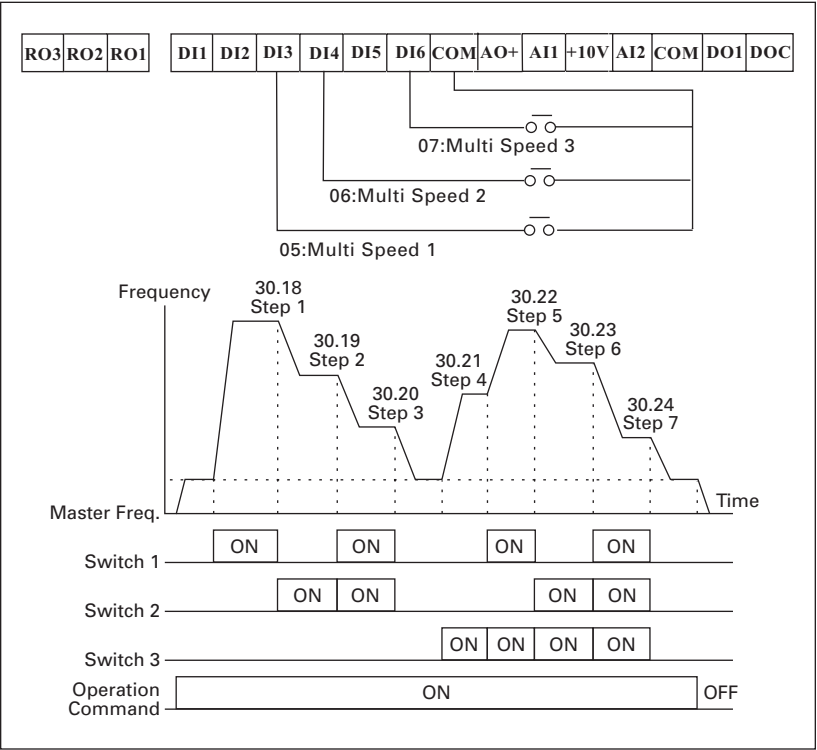 RO3 RO2 RO1 DI1 DI2 DI3 DI4 DI5 DI6 COM AO+ AI1 +10V AI2 COM DO1 DOC
07:Multi Speed 3
06:Multi Speed 2
05:Multi Speed 1
Frequency
30.18
Step 1
30.19
Step 2
30.20
Step 3
30.21
Step 4
30.22
Step 5
30.23
Step 6
30.24
Step 7
Master Freq.
Time
Switch 1 ON ON ON ON
Switch 2 ON ON ON ON
Switch 3 ON ON ON ON
Operation
Command
ON OFF